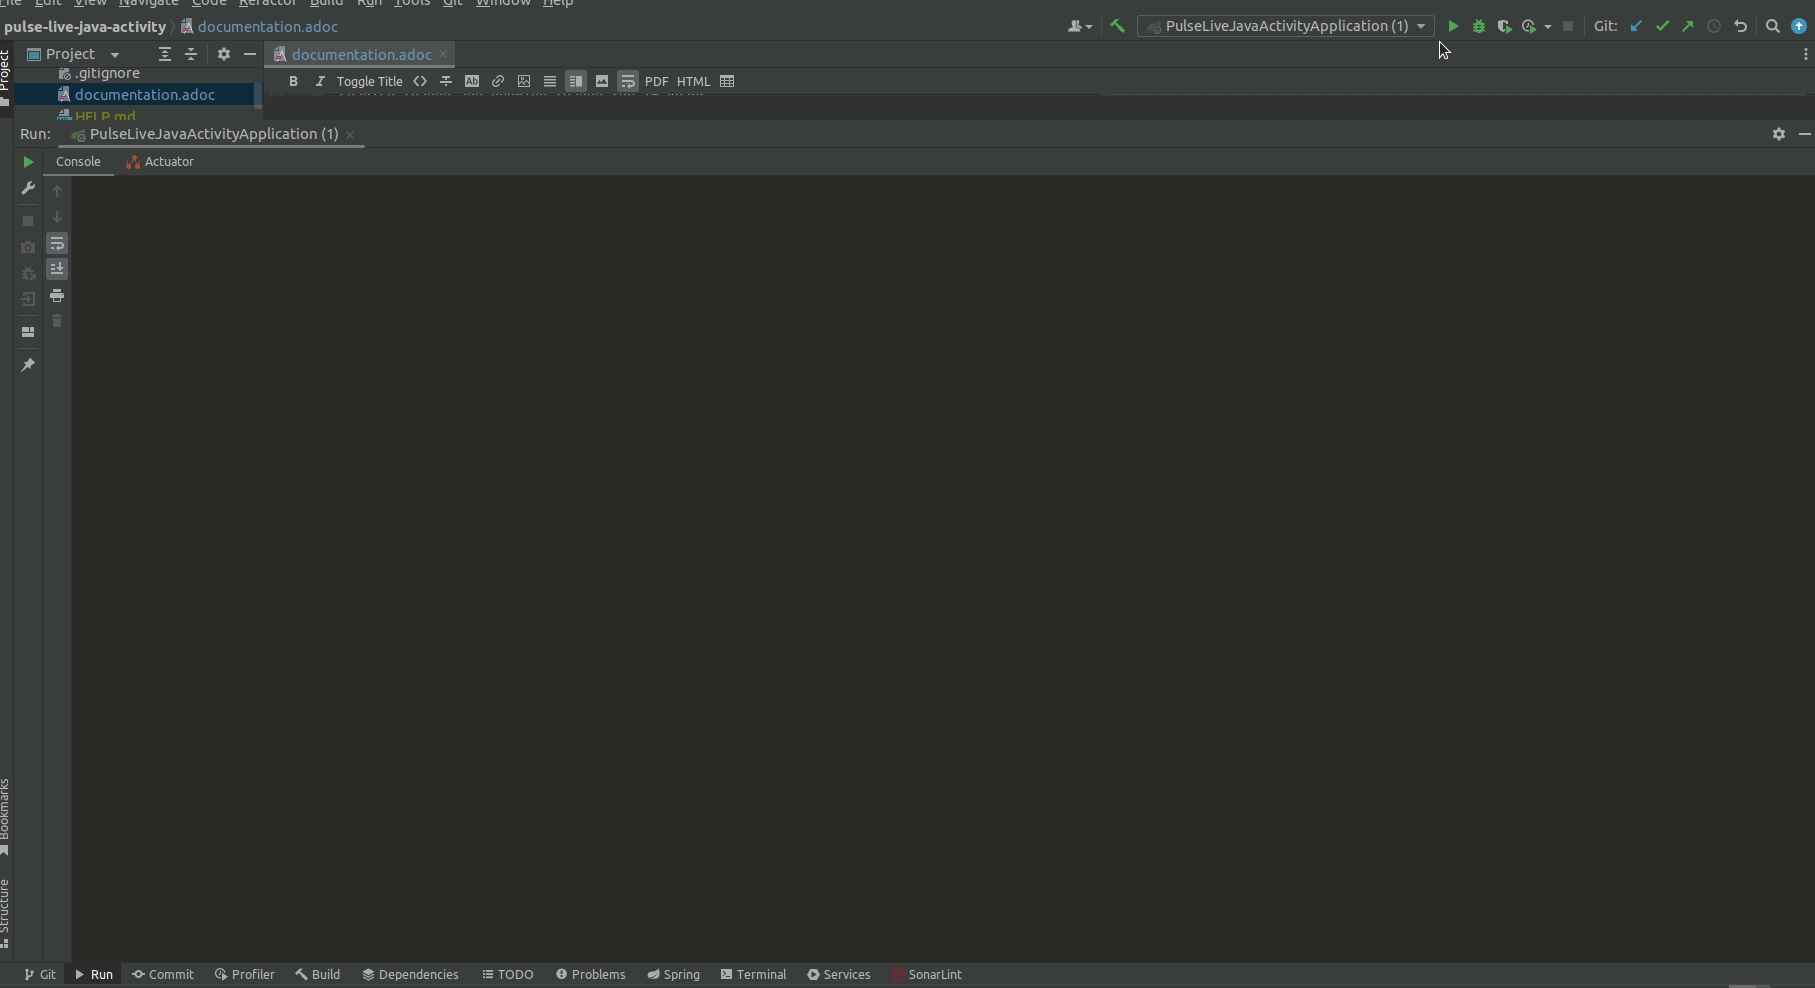 File Edit View Navigate Code Refactor Build Run Tools Git Window Help
pulse-live-java-activity documentation.adoc PulseLiveJavaActivityApplication (1) Git:
Project
Project
documentation.adoc
.gitignore
B I Toggle Title <> Ab PDF HTML
documentation.adoc
HELP.md
Run: PulseLiveJavaActivityApplication (1)
Console Actuator
Bookmarks
Structure
Git Run Commit Profiler Build Dependencies TODO Problems Spring Terminal Services SonarLint